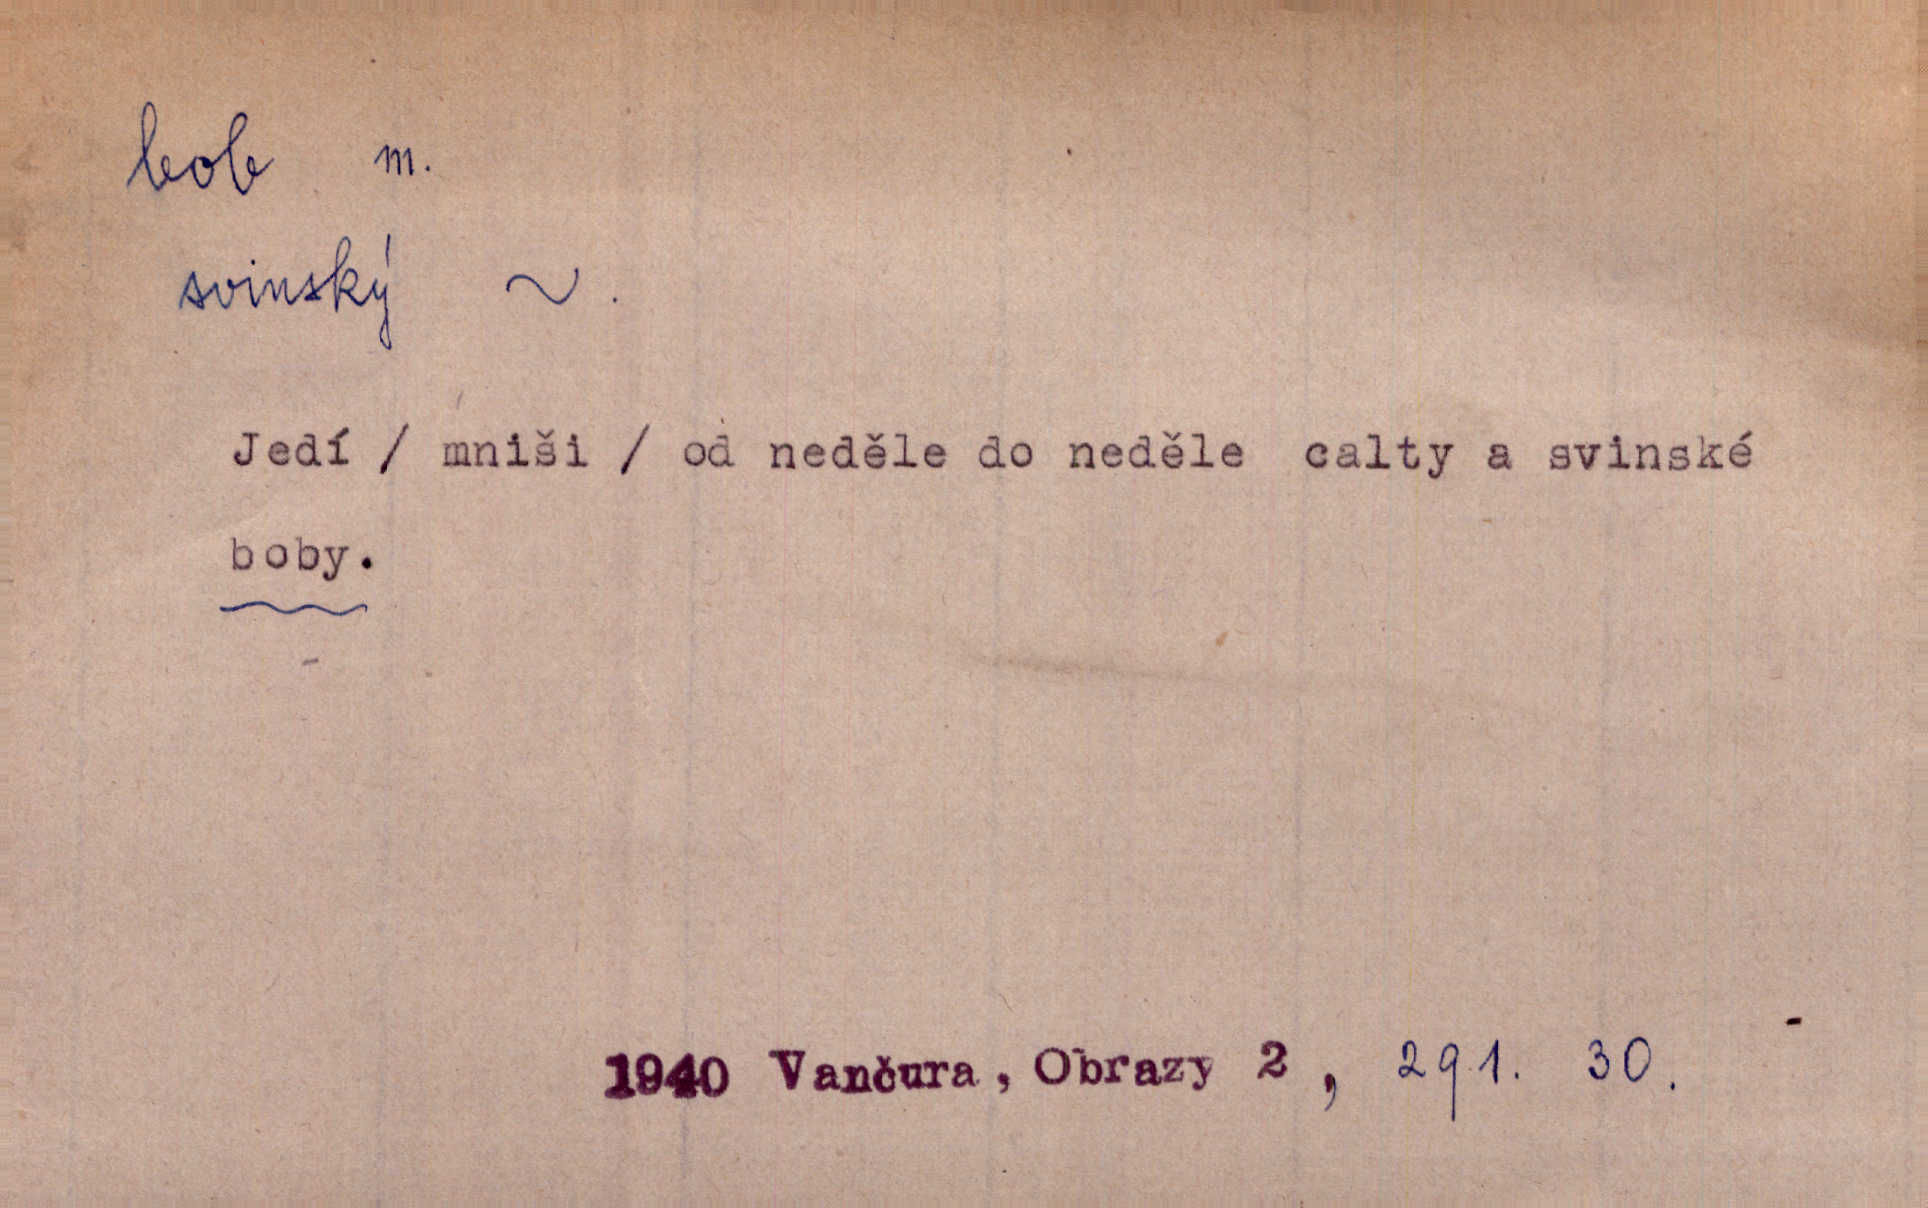 bob m.
svinský ~.
Jedí / mniši / od neděle do neděle calty a svinské
boby.
1940 Vančura, Obrazy 2, 291. 30.